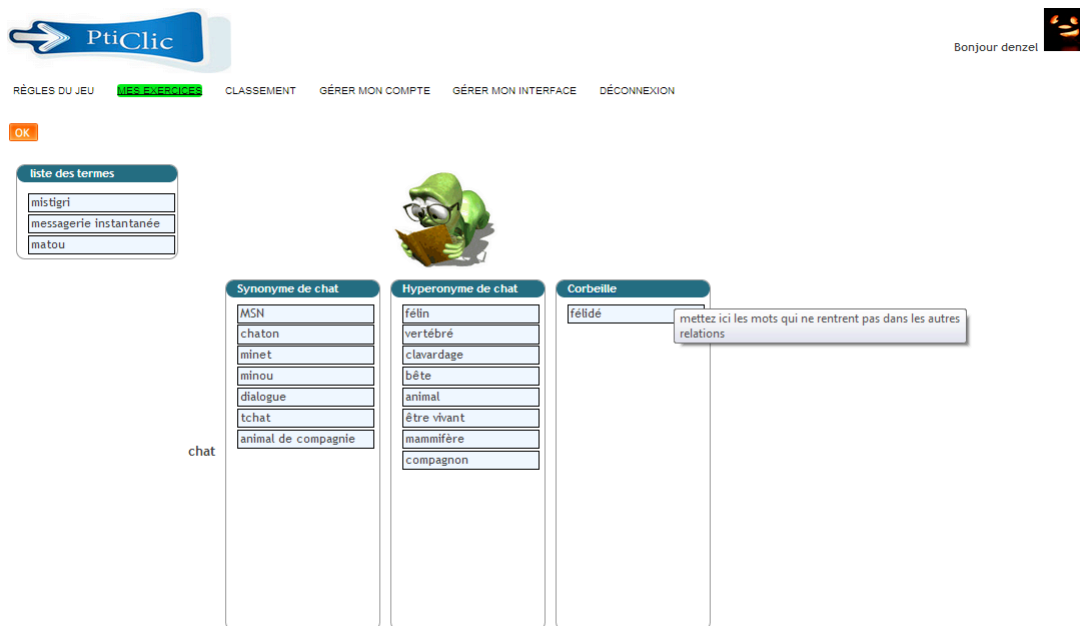 PtiClic
Bonjour denzel
RÈGLES DU JEU MES EXERCICES CLASSEMENT GÉRER MON COMPTE GÉRER MON INTERFACE DÉCONNEXION
OK
liste des termes
mistigri
messagerie instantanée
matou
Synonyme de chat
MSN
chaton
minet
minou
dialogue
tchat
animal de compagnie
Hyperonyme de chat
félin
vertébré
clavardage
bête
animal
être vivant
mammifère
compagnon
Corbeille
félidé
mettez ici les mots qui ne rentrent pas dans les autres
relations
chat